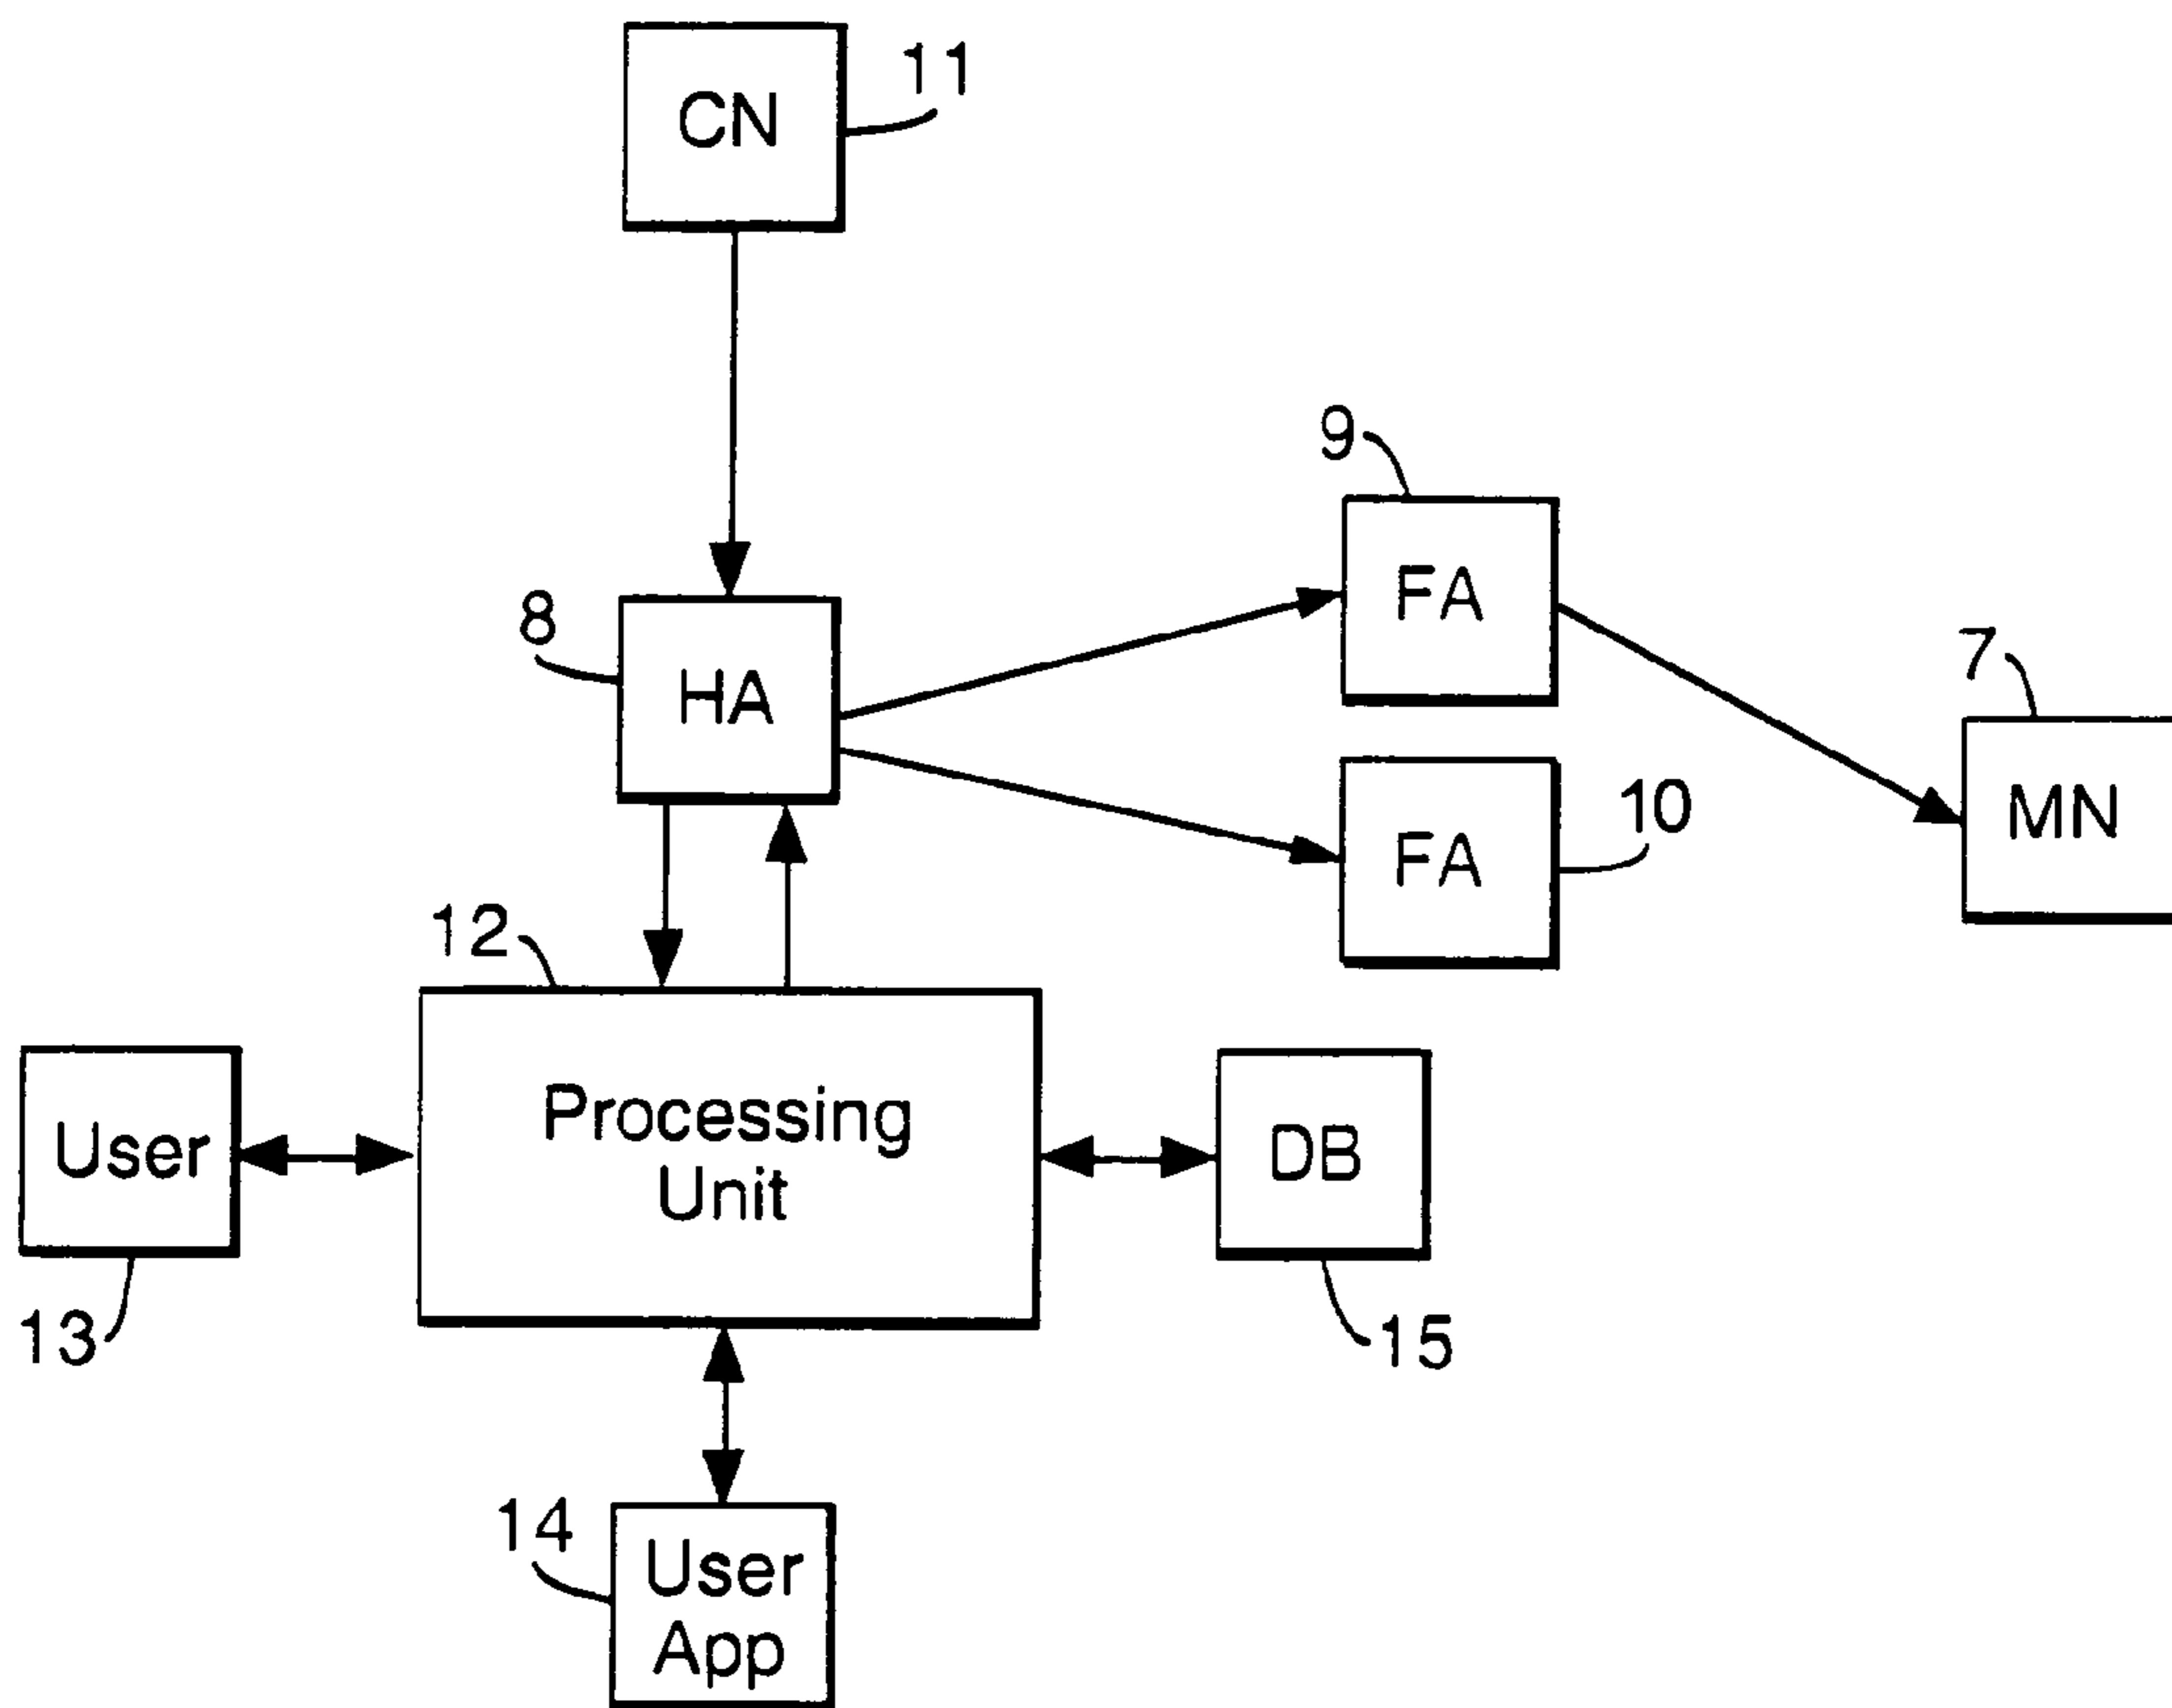 CN
11
9
FA
8
HA
7
MN
10
FA
12
Processing
Unit
User
DB
13
15
14
User
App